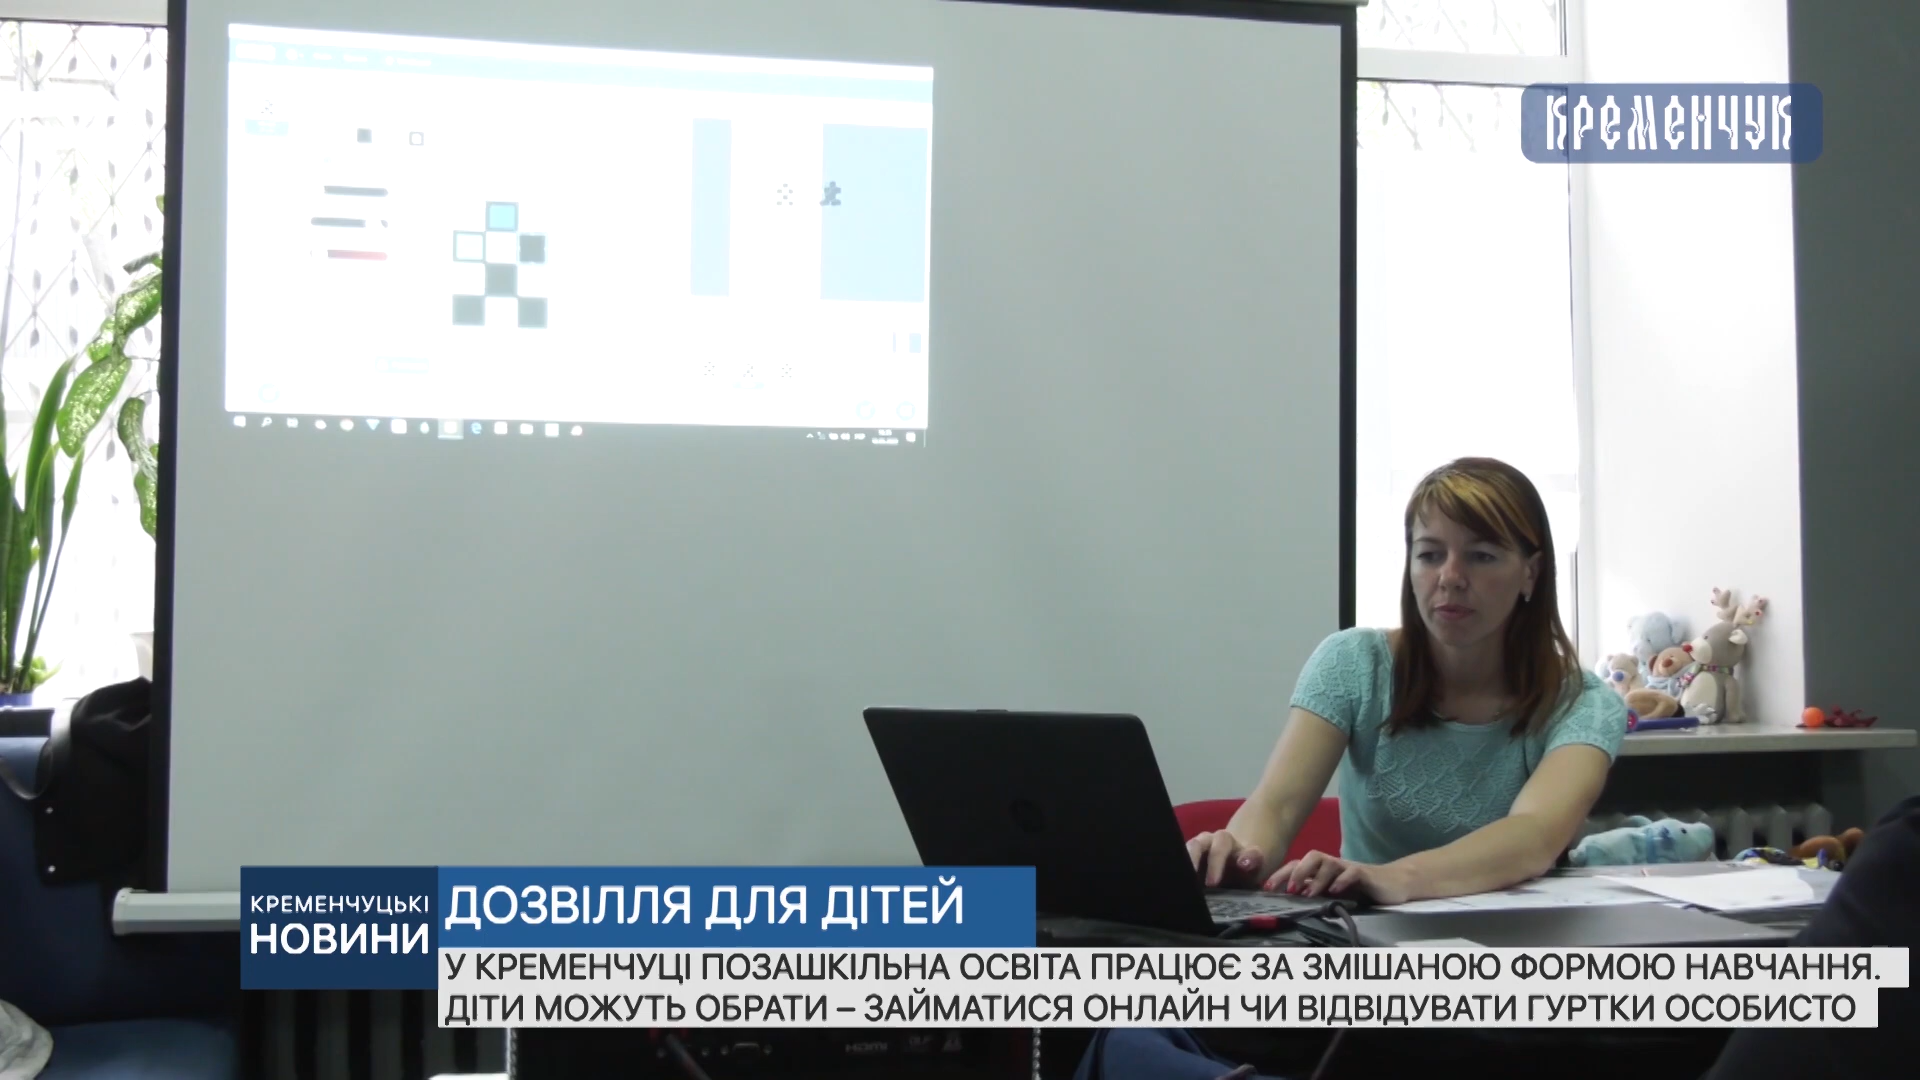 КРЕМЕНЧУК
КРЕМЕНЧУЦЬКІ
НОВИНИ
ДОЗВІЛЛЯ ДЛЯ ДІТЕЙ
У КРЕМЕНЧУЦІ ПОЗАШКІЛЬНА ОСВІТА ПРАЦЮЄ ЗА ЗМІШАНОЮ ФОРМОЮ НАВЧАННЯ.
ДІТИ МОЖУТЬ ОБРАТИ – ЗАЙМАТИСЯ ОНЛАЙН ЧИ ВІДВІДУВАТИ ГУРТКИ ОСОБИСТО
HDMI